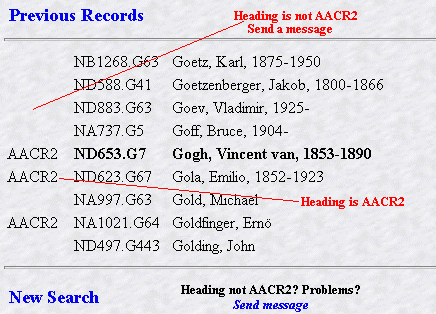 Previous Records
Heading is not AACR2
Send a message
NB1268.G63 Goetz, Karl, 1875-1950
ND588.G41 Goetzenberger, Jakob, 1800-1866
ND883.G63 Goev, Vladimir, 1925-
NA737.G5 Goff, Bruce, 1904-
AACR2 ND653.G7 Gogh, Vincent van, 1853-1890
AACR2 ND623.G67 Gola, Emilio, 1852-1923
NA997.G63 Gold, Michael
Heading is AACR2
AACR2 NA1021.G64 Goldfinger, Ernö
ND497.G443 Golding, John
New Search
Heading not AACR2? Problems?
Send message